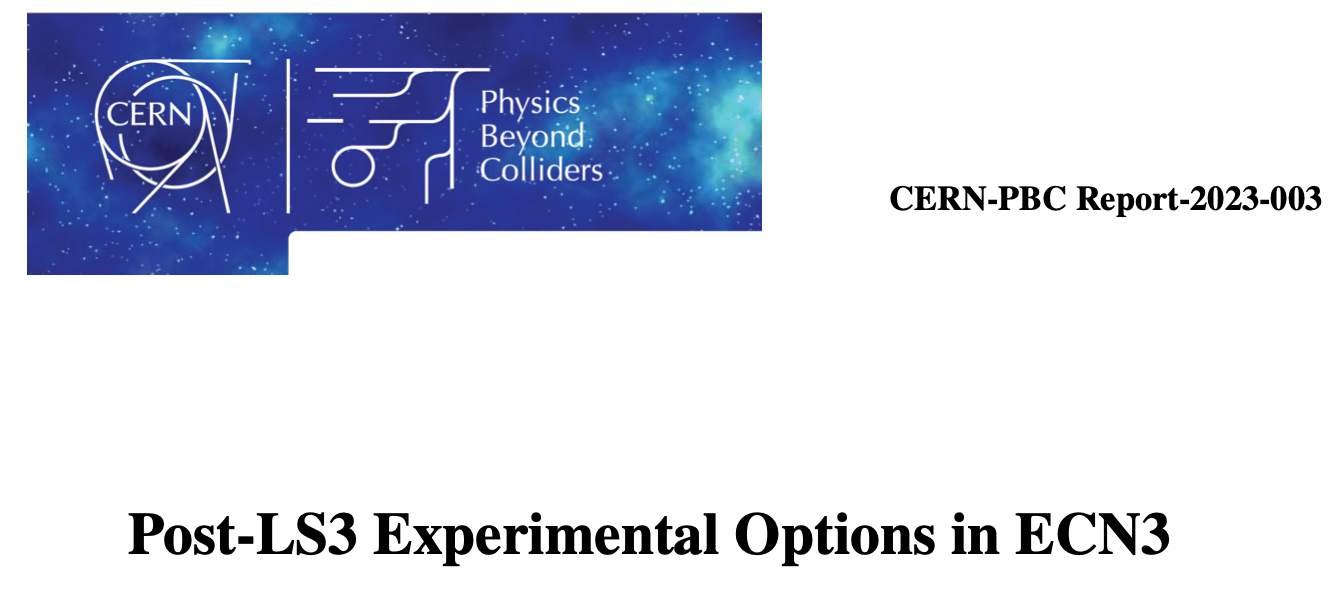 CERN
Physics
Beyond
Colliders
CERN-PBC Report-2023-003
Post-LS3 Experimental Options in ECN3